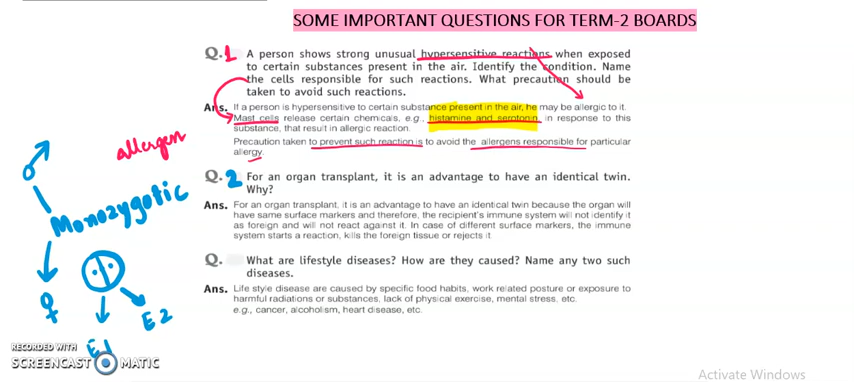 SOME IMPORTANT QUESTIONS FOR TERM-2 BOARDS
Q.1 A person shows strong unusual hypersensitive reactions when exposed
to certain substances present in the air. Identify the condition. Name
the cells responsible for such reactions. What precaution should be
taken to avoid such reactions.
Ans. If a person is hypersensitive to certain substance present in the air, he may be allergic to it.
Mast cells release certain chemicals, e.g., histamine and serotonin, in response to this
substance, that result in allergic reaction.
Precaution taken to prevent such reaction is to avoid the allergens responsible for particular
allergy.
allergen
Q.2 For an organ transplant, it is an advantage to have an identical twin.
Why?
Ans. For an organ transplant, it is an advantage to have an identical twin because the organ will
have same surface markers and therefore, the recipient's immune system will not identify it
as foreign and will not react against it. In case of different surface markers, the immune
system starts a reaction, kills the foreign tissue or rejects it.
Monozygotic
Q. What are lifestyle diseases? How are they caused? Name any two such
diseases.
Ans. Life style disease are caused by specific food habits, work related posture or exposure to
harmful radiations or substances, lack of physical exercise, mental stress, etc.
e.g., cancer, alcoholism, heart disease, etc.
E2
E1
RECORDED WITH
SCREENCAST MATIC
Activate Windows